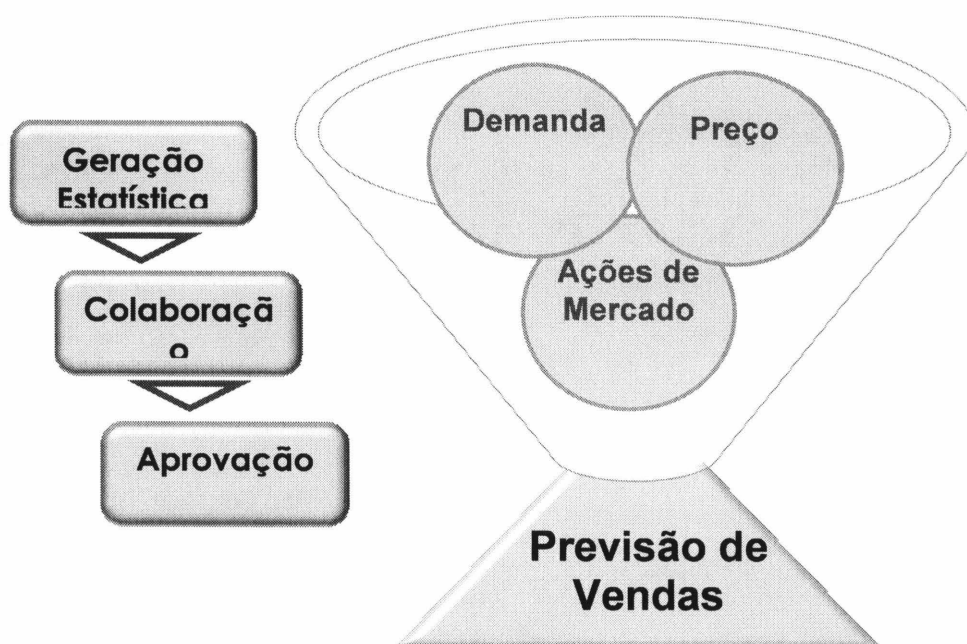 Geração
Estatística
Colaboraçã
o
Aprovação
Demanda
Preço
Ações de
Mercado
Previsão de
Vendas